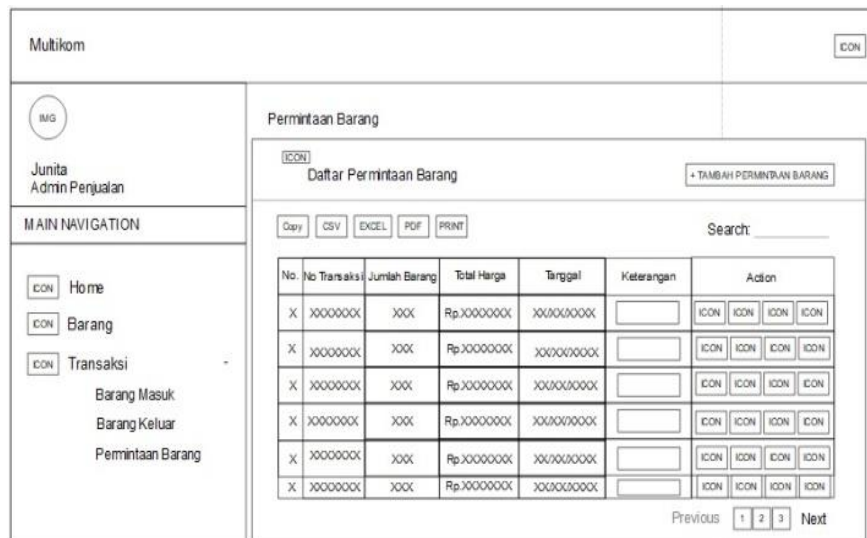 Multikom ICON
IMG
Junita
Admin Penjualan
MAIN NAVIGATION
ICON Home
ICON Barang
ICON Transaksi -
Barang Masuk
Barang Keluar
Permintaan Barang
Permintaan Barang
ICON
Daftar Permintaan Barang + TAMBAH PERMINTAAN BARANG
Copy CSV EXCEL PDF PRINT Search:
No. No Transaksi Jumlah Barang Total Harga Tanggal Keterangan Action
X XXXXXXX XXX Rp.XXXXXXX XX/XX/XXXX ICON ICON ICON ICON
X XXXXXXX XXX Rp.XXXXXXX XX/XX/XXXX ICON ICON ICON ICON
X XXXXXXX XXX Rp.XXXXXXX XX/XX/XXXX ICON ICON ICON ICON
X XXXXXXX XXX Rp.XXXXXXX XX/XX/XXXX ICON ICON ICON ICON
X XXXXXXX XXX Rp.XXXXXXX XX/XX/XXXX ICON ICON ICON ICON
X XXXXXXX XXX Rp.XXXXXXX XX/XX/XXXX ICON ICON ICON ICON
Previous 1 2 3 Next